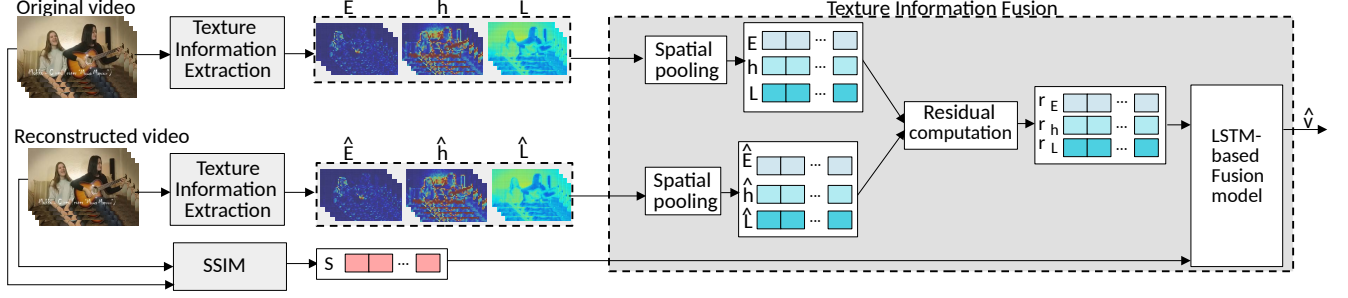 Original video
Texture
Information
Extraction
E h L
Texture Information Fusion
Spatial
pooling
E ...
h ...
L ...
Residual
computation
r E ...
r h ...
r L ...
LSTM-
based
Fusion
model
v̂
Reconstructed video
Texture
Information
Extraction
Ê ĥ L̂
Spatial
pooling
Ê ...
ĥ ...
L̂ ...
SSIM
S ...